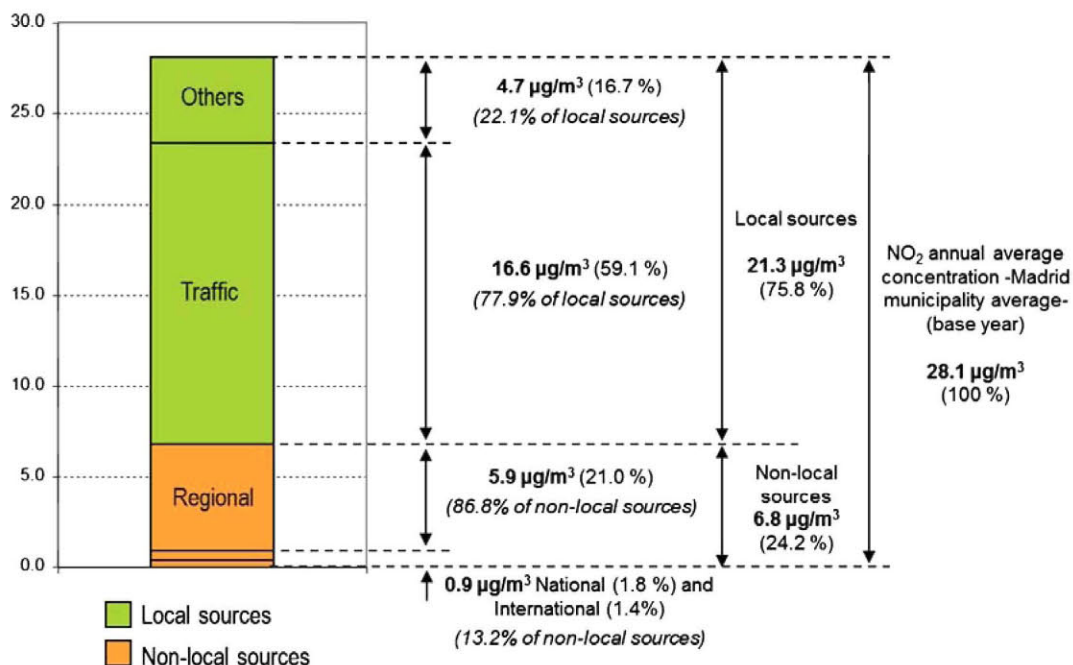 30.0
25.0
20.0
15.0
10.0
5.0
0.0
Others
Traffic
Regional
4.7 µg/m³ (16.7 %)
(22.1% of local sources)
16.6 µg/m³ (59.1 %)
(77.9% of local sources)
5.9 µg/m³ (21.0 %)
(86.8% of non-local sources)
0.9 µg/m³ National (1.8 %) and
International (1.4%)
(13.2% of non-local sources)
Local sources
21.3 µg/m³
(75.8 %)
Non-local
sources
6.8 µg/m³
(24.2 %)
NO₂ annual average
concentration -Madrid
municipality average-
(base year)
28.1 µg/m³
(100 %)
Local sources
Non-local sources